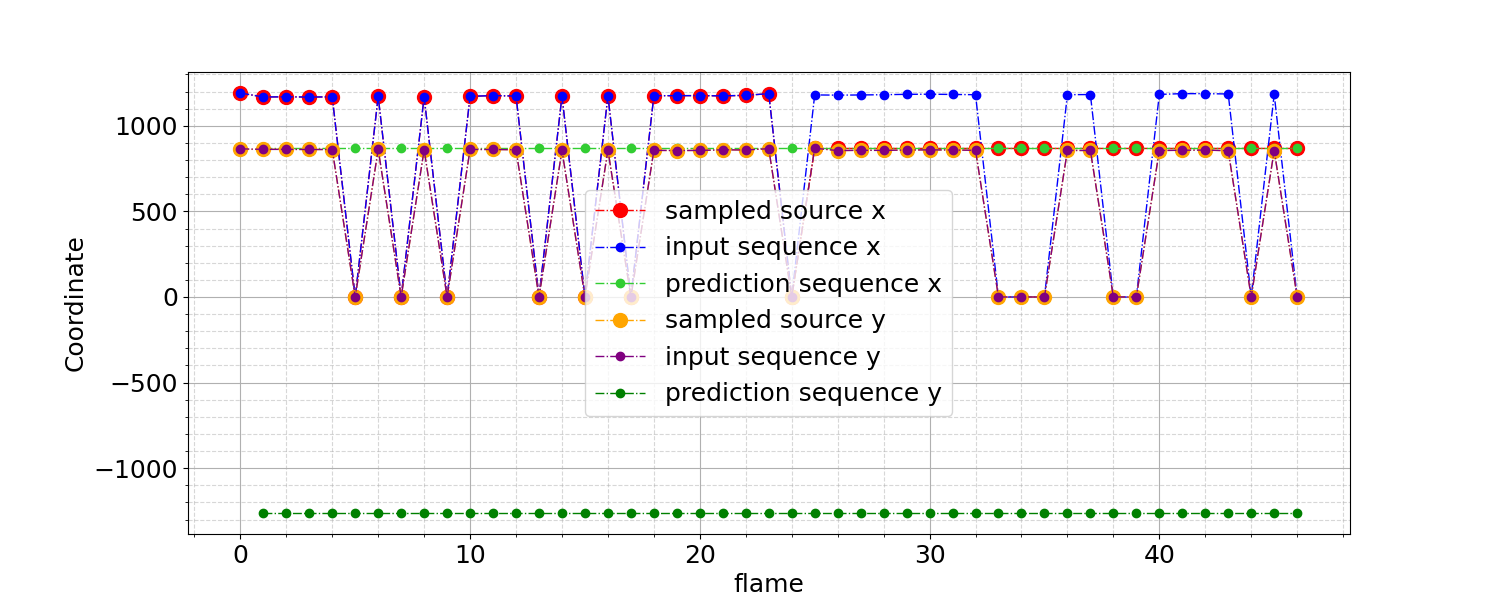 Coordinate
1000
500
0
−500
−1000
sampled source x
input sequence x
prediction sequence x
sampled source y
input sequence y
prediction sequence y
0 10 20 30 40
flame